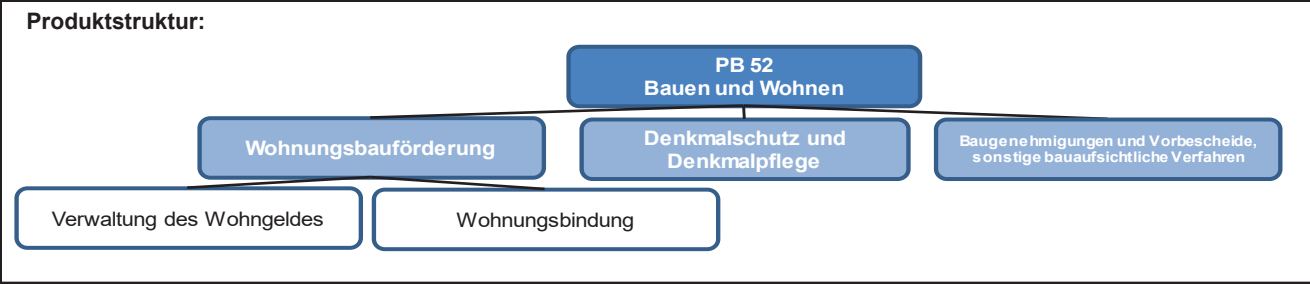 Produktstruktur:
PB 52
Bauen und Wohnen
Wohnungsbauförderung
Denkmalschutz und
Denkmalpflege
Baugenehmigungen und Vorbescheide,
sonstige bauaufsichtliche Verfahren
Verwaltung des Wohngeldes
Wohnungsbindung